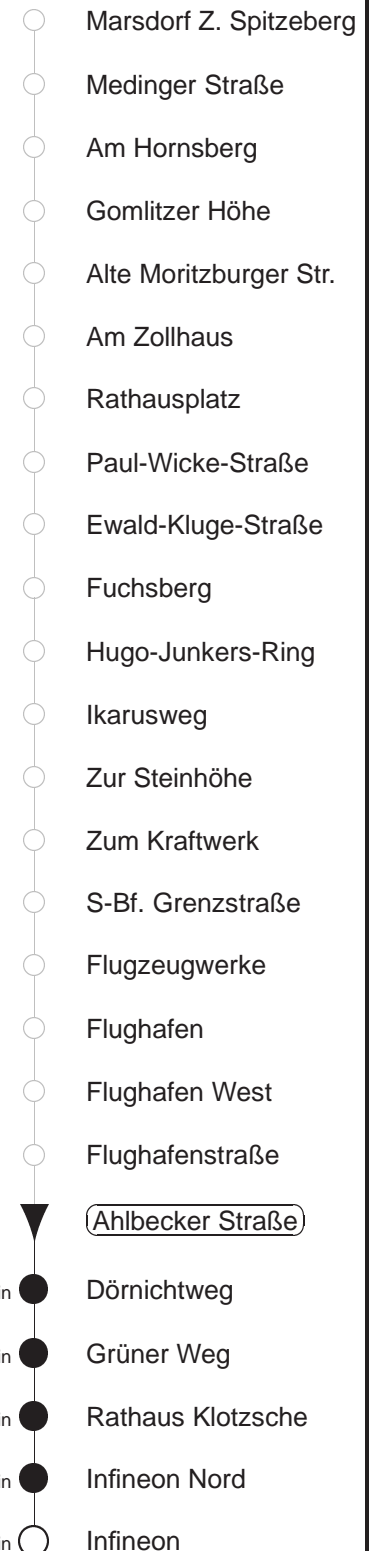 Marsdorf Z. Spitzeberg
Medinger Straße
Am Hornsberg
Gomlitzer Höhe
Alte Moritzburger Str.
Am Zollhaus
Rathausplatz
Paul-Wicke-Straße
Ewald-Kluge-Straße
Fuchsberg
Hugo-Junkers-Ring
Ikarusweg
Zur Steinhöhe
Zum Kraftwerk
S-Bf. Grenzstraße
Flugzeugwerke
Flughafen
Flughafen West
Flughafenstraße
Ahlbecker Straße
Dörnichtweg
Grüner Weg
Rathaus Klotzsche
Infineon Nord
Infineon